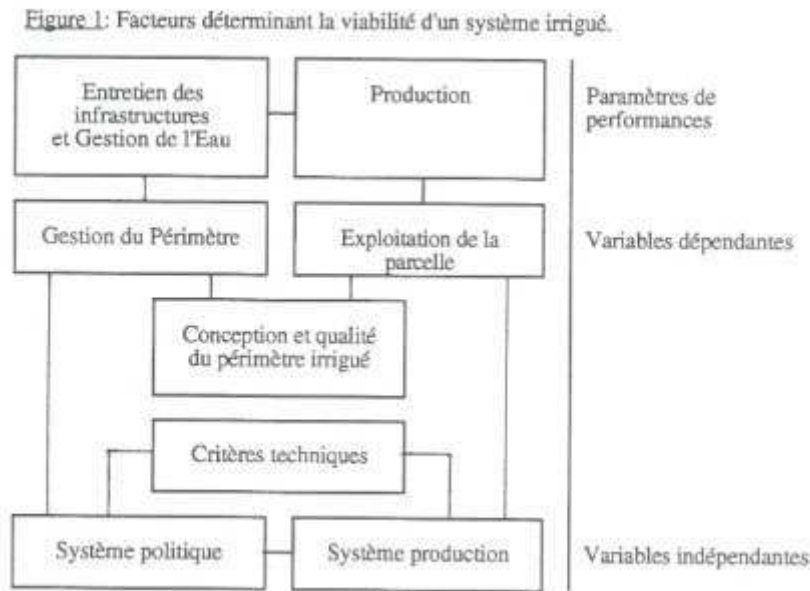 Figure 1: Facteurs déterminant la viabilité d'un système irrigué.
Entretien des
infrastructures
et Gestion de l'Eau
Production
Paramètres de
performances
Gestion du Périmètre
Exploitation de la
parcelle
Variables dépendantes
Conception et qualité
du périmètre irrigué
Critères techniques
Système politique
Système production
Variables indépendantes